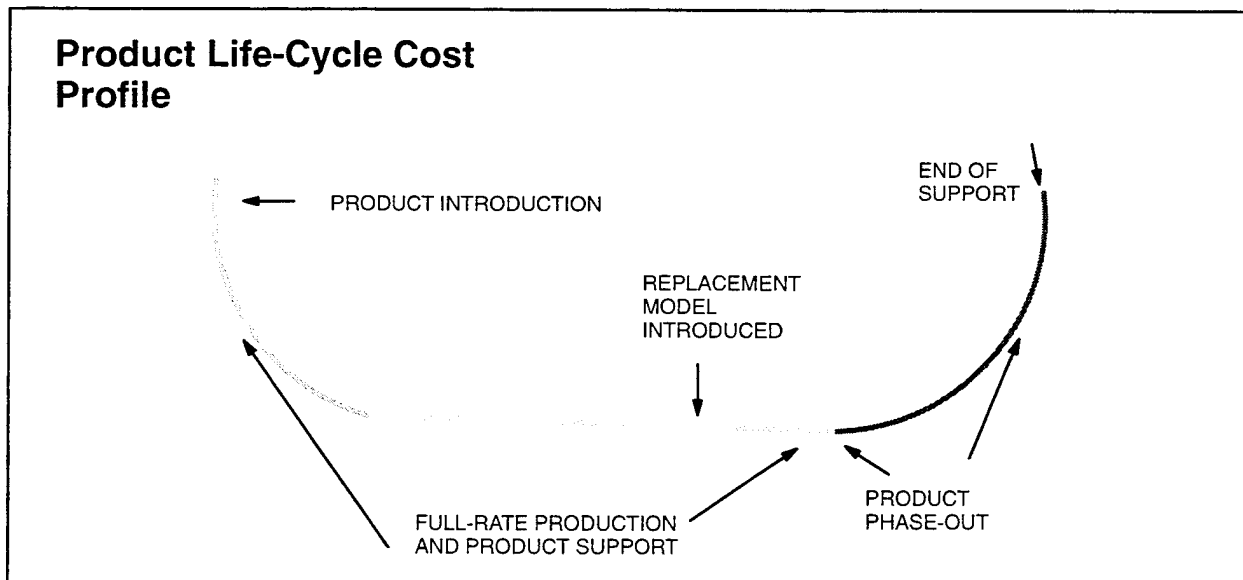 Product Life-Cycle Cost
Profile
END OF
SUPPORT
PRODUCT INTRODUCTION
REPLACEMENT
MODEL
INTRODUCED
PRODUCT
PHASE-OUT
FULL-RATE PRODUCTION
AND PRODUCT SUPPORT